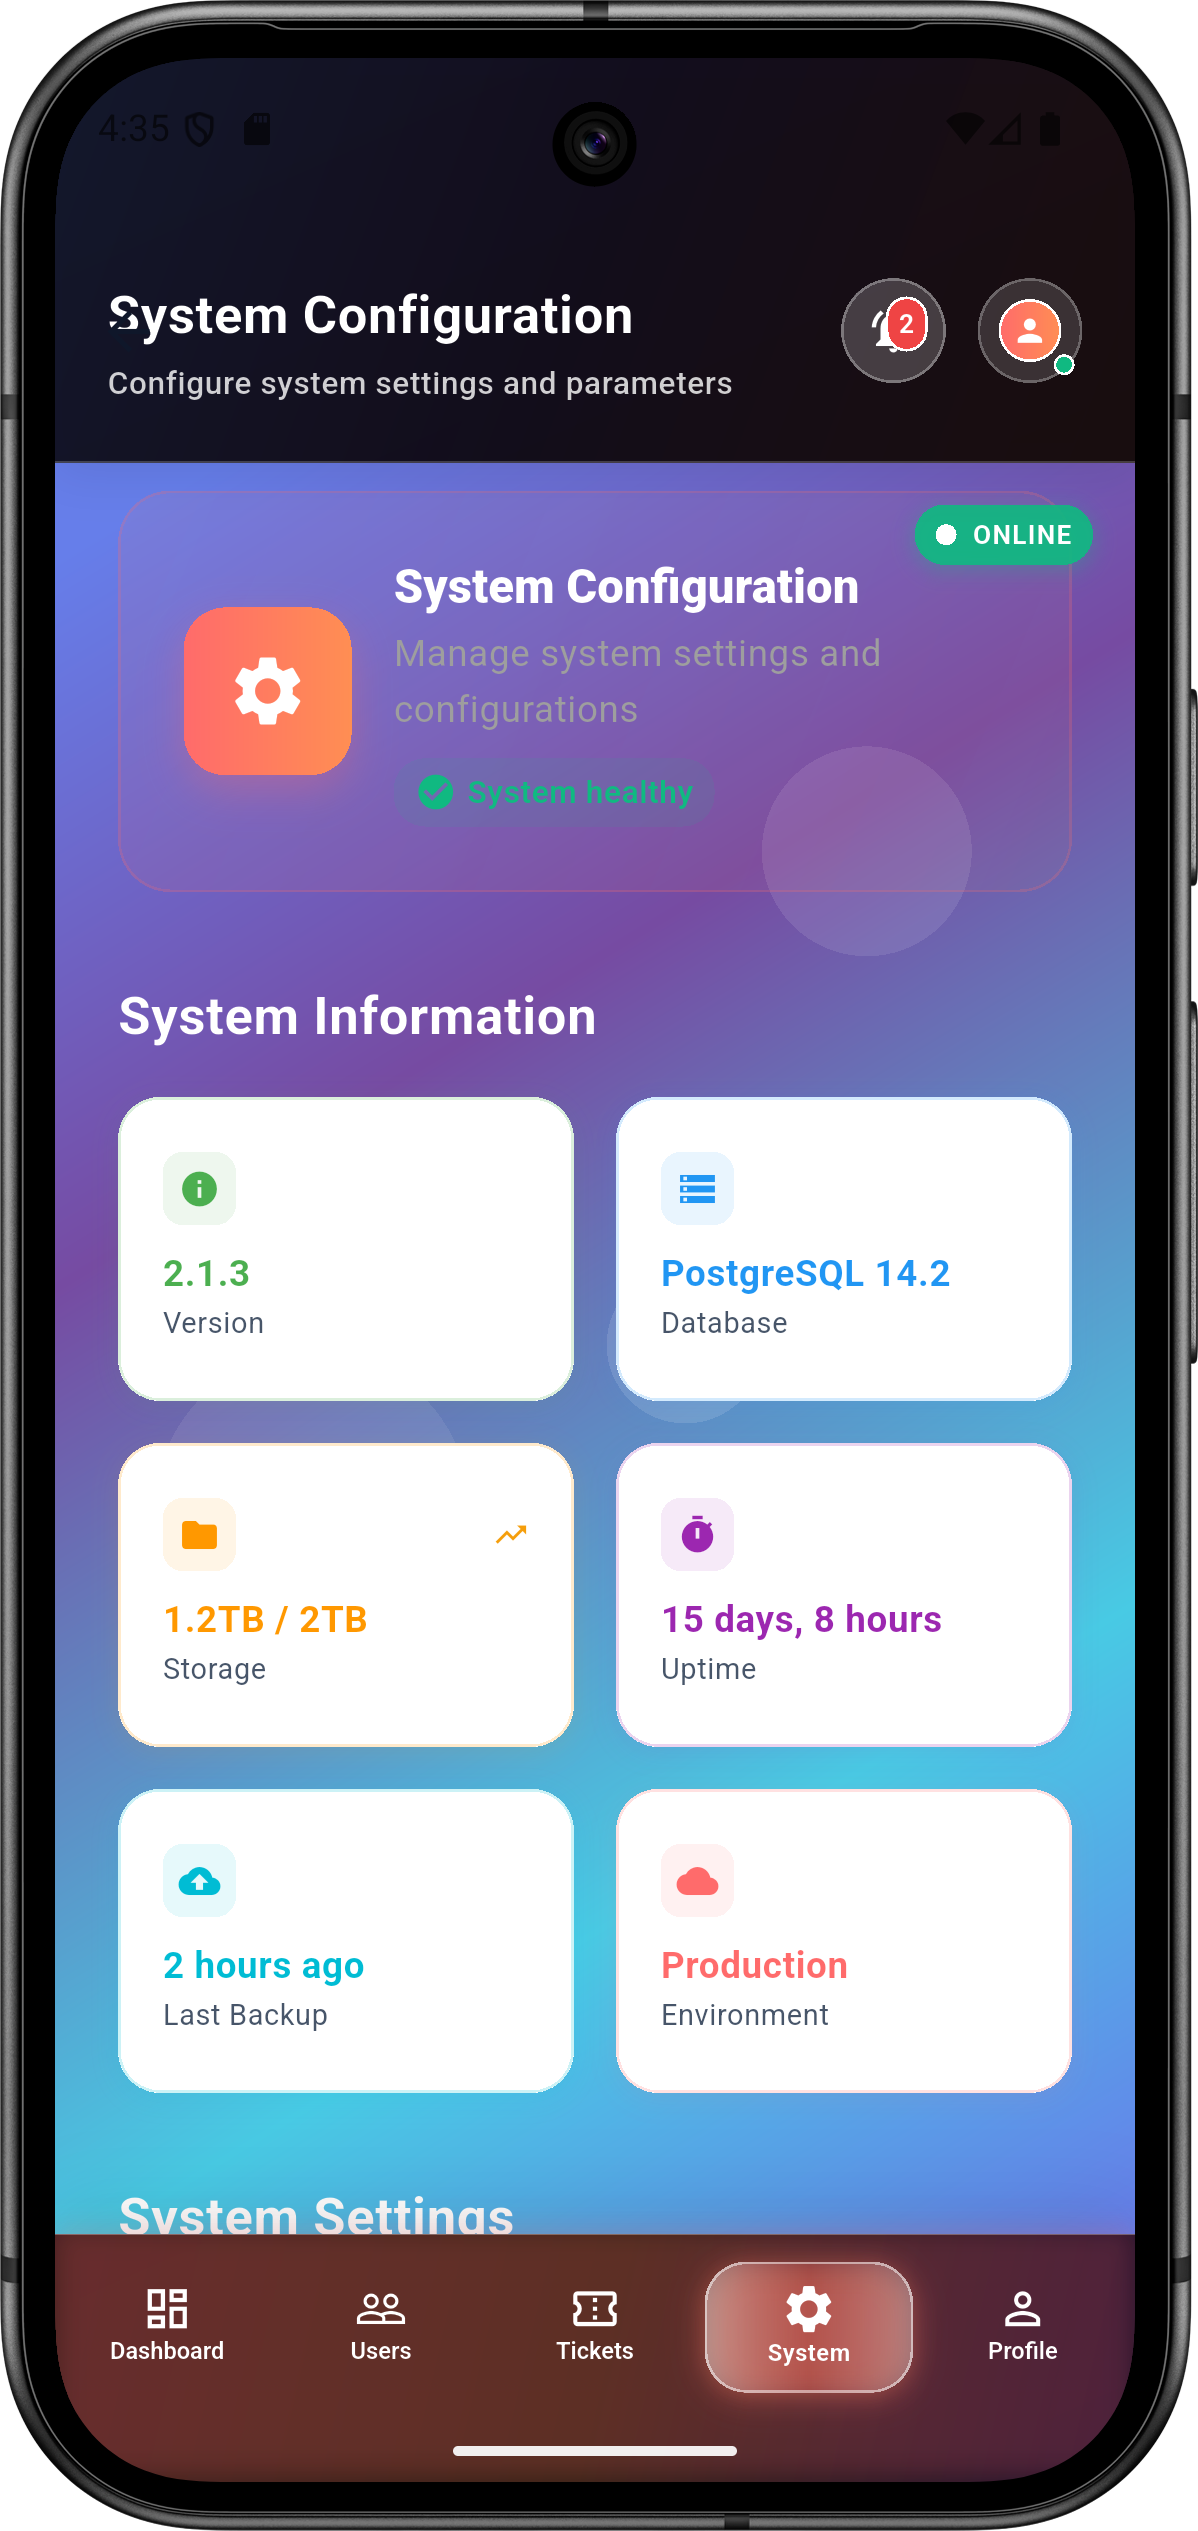 4:35
System Configuration
2
Configure system settings and parameters
ONLINE
System Configuration
Manage system settings and
configurations
System healthy
System Information
2.1.3
Version
PostgreSQL 14.2
Database
1.2TB / 2TB
Storage
15 days, 8 hours
Uptime
2 hours ago
Last Backup
Production
Environment
System Settings
Dashboard
Users
Tickets
System
Profile